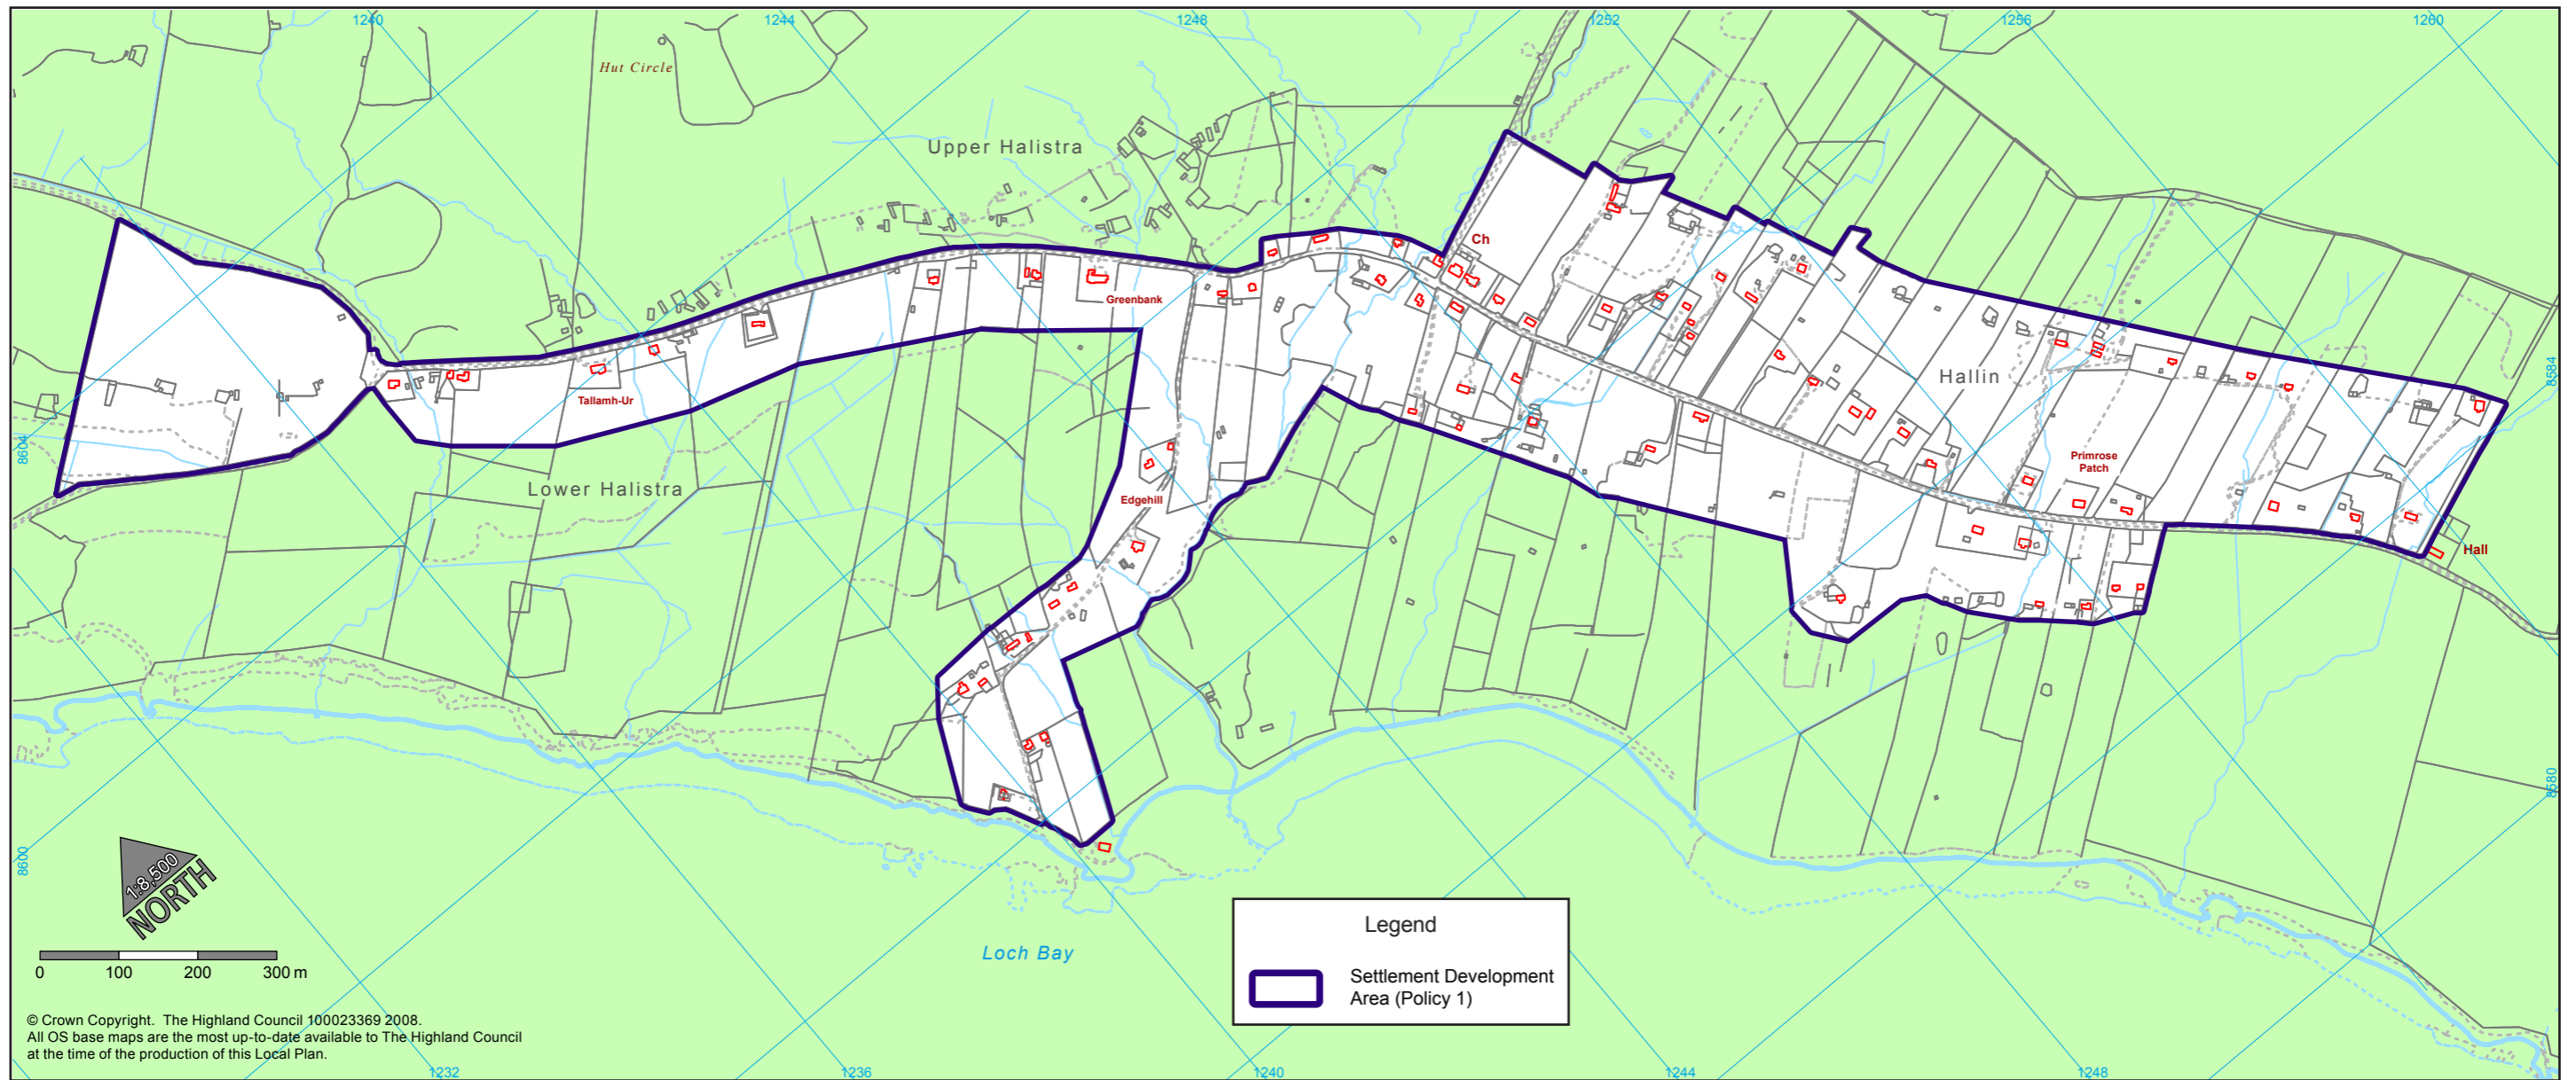 1240
1244
1248
1252
1256
1260
Hut Circle
Upper Halistra
Ch
Greenbank
8584
Hallin
Tallamh-Ur
8604
Primrose
Patch
Lower Halistra
Edgehill
Hall
8580
8600
1:8,500
NORTH
Legend
Loch Bay
0 100 200 300 m
Settlement Development
Area (Policy 1)
© Crown Copyright. The Highland Council 100023369 2008.
All OS base maps are the most up-to-date available to The Highland Council
at the time of the production of this Local Plan.
1232
1236
1240
1244
1248